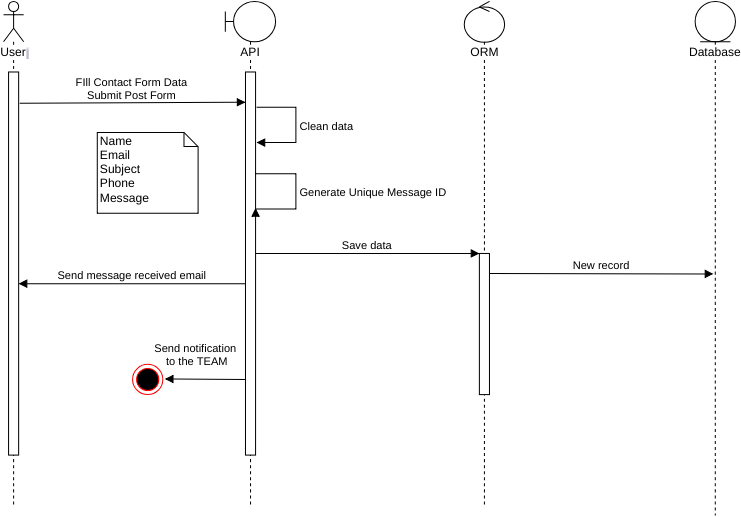 User
API
ORM
Database
FIll Contact Form Data
Submit Post Form
Clean data
Name
Email
Subject
Phone
Message
Generate Unique Message ID
Save data
New record
Send message received email
Send notification
to the TEAM